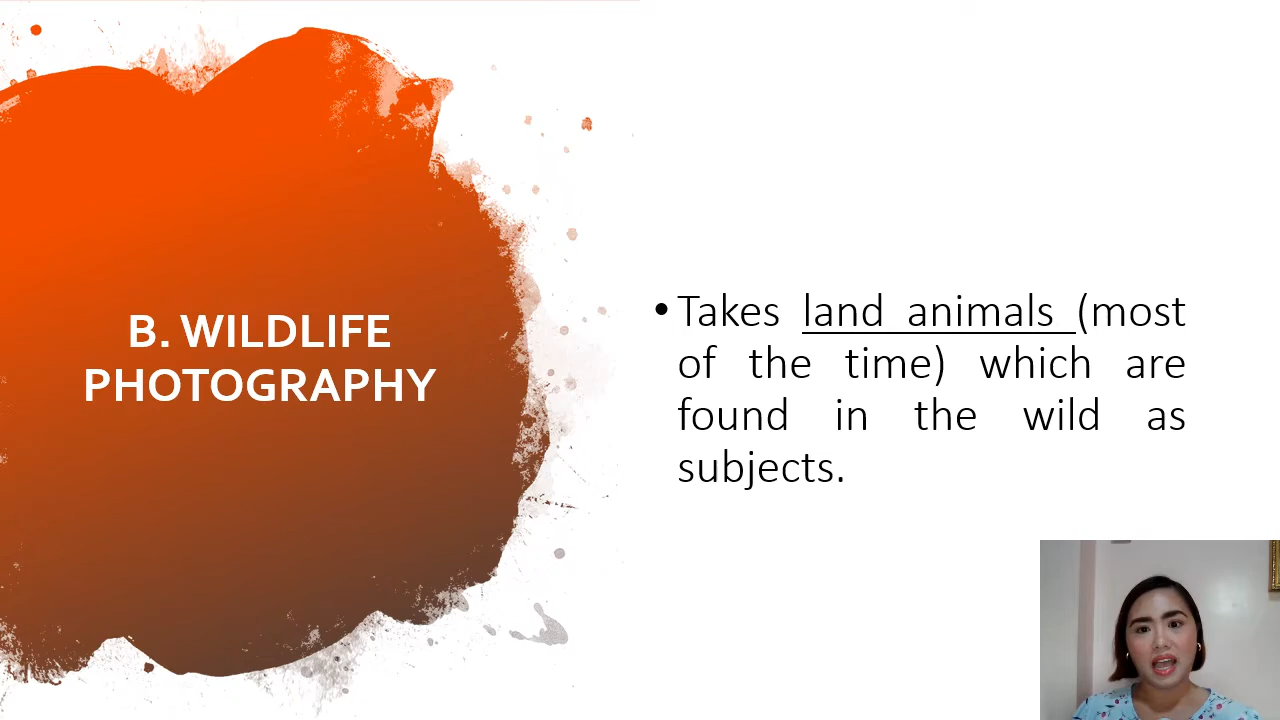 B. WILDLIFE
PHOTOGRAPHY
• Takes land animals (most
of the time) which are
found in the wild as
subjects.